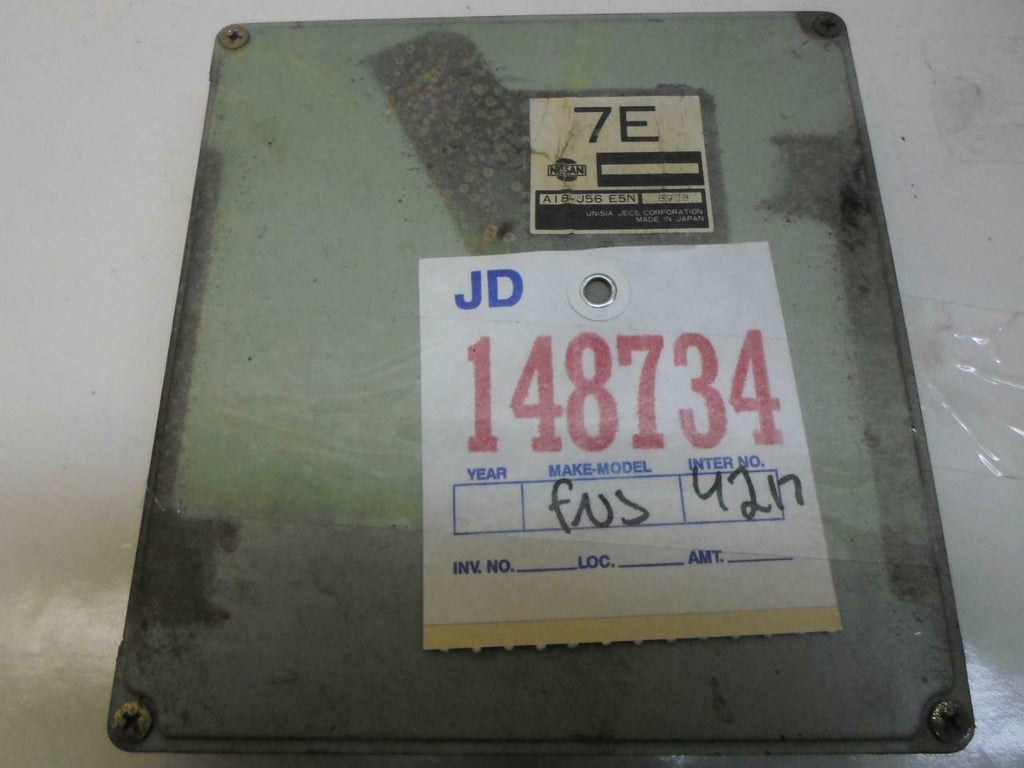 7E
NISSAN
A18-J56 E5N
UNISIA JECS CORPORATION
MADE IN JAPAN
JD
148734
YEAR MAKE-MODEL INTER NO.
INV. NO. LOC. AMT.